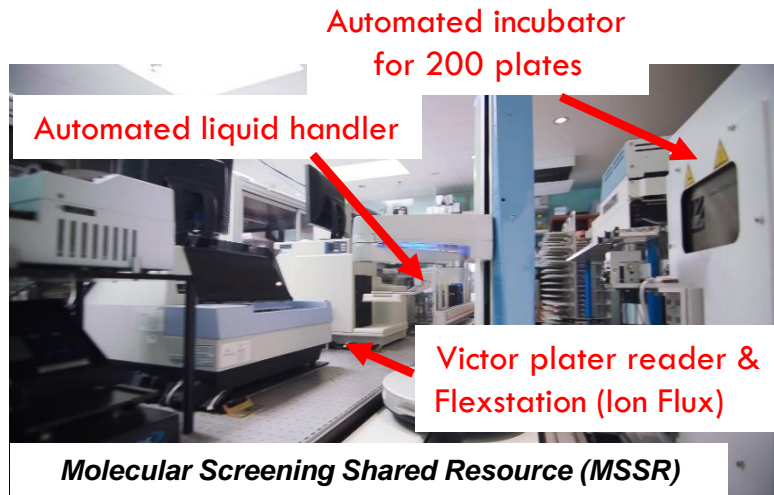 Automated incubator
for 200 plates
Automated liquid handler
Victor plater reader &
Flexstation (Ion Flux)
Molecular Screening Shared Resource (MSSR)